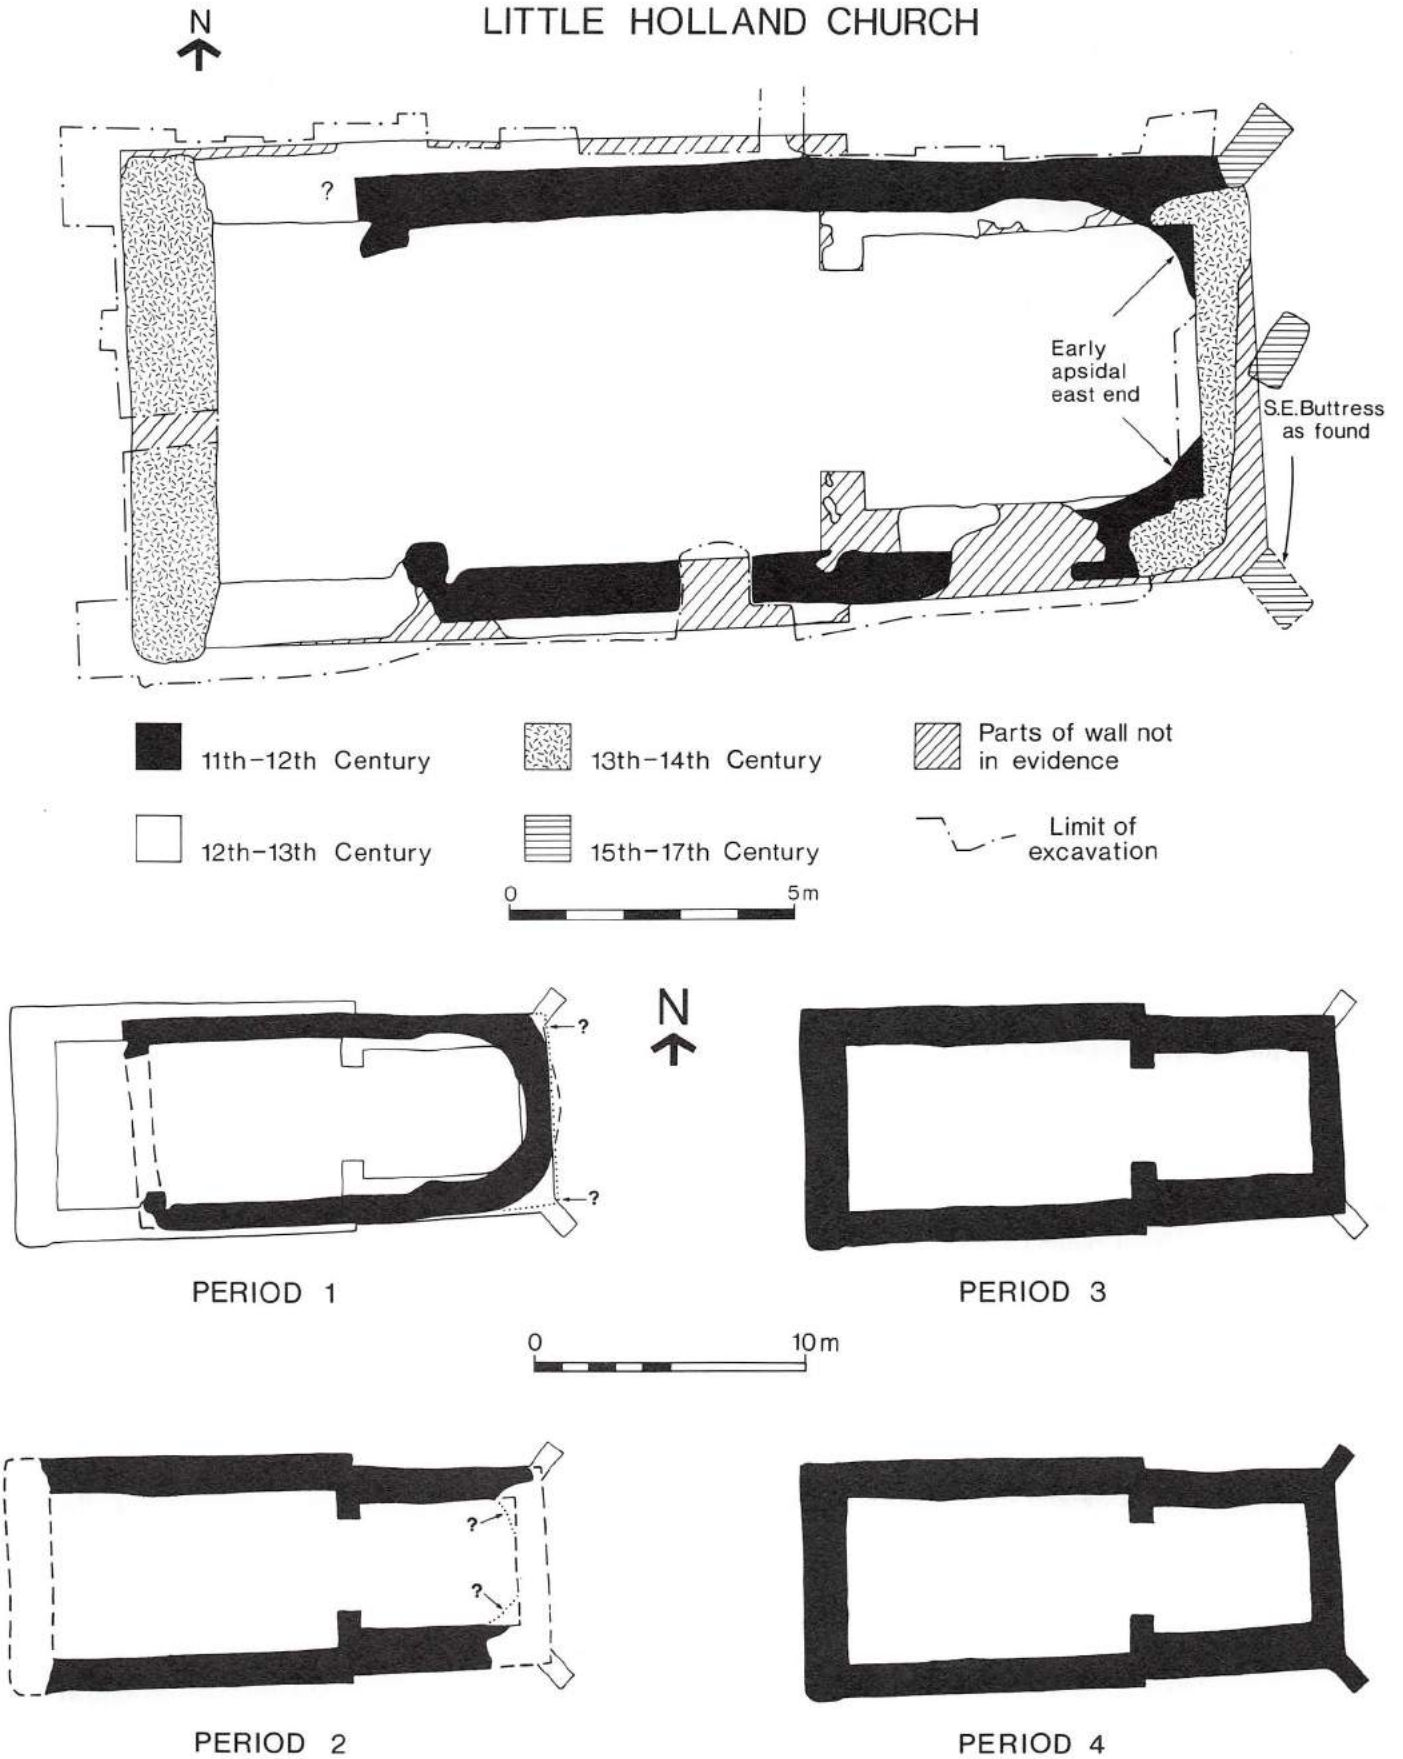 LITTLE HOLLAND CHURCH
N
?
Early
apsidal
east end
S.E.Buttress
as found
11th-12th Century
13th-14th Century
Parts of wall not
in evidence
12th-13th Century
15th-17th Century
Limit of
excavation
0 5m
N
?
?
PERIOD 1
PERIOD 3
0 10m
?
?
PERIOD 2
PERIOD 4